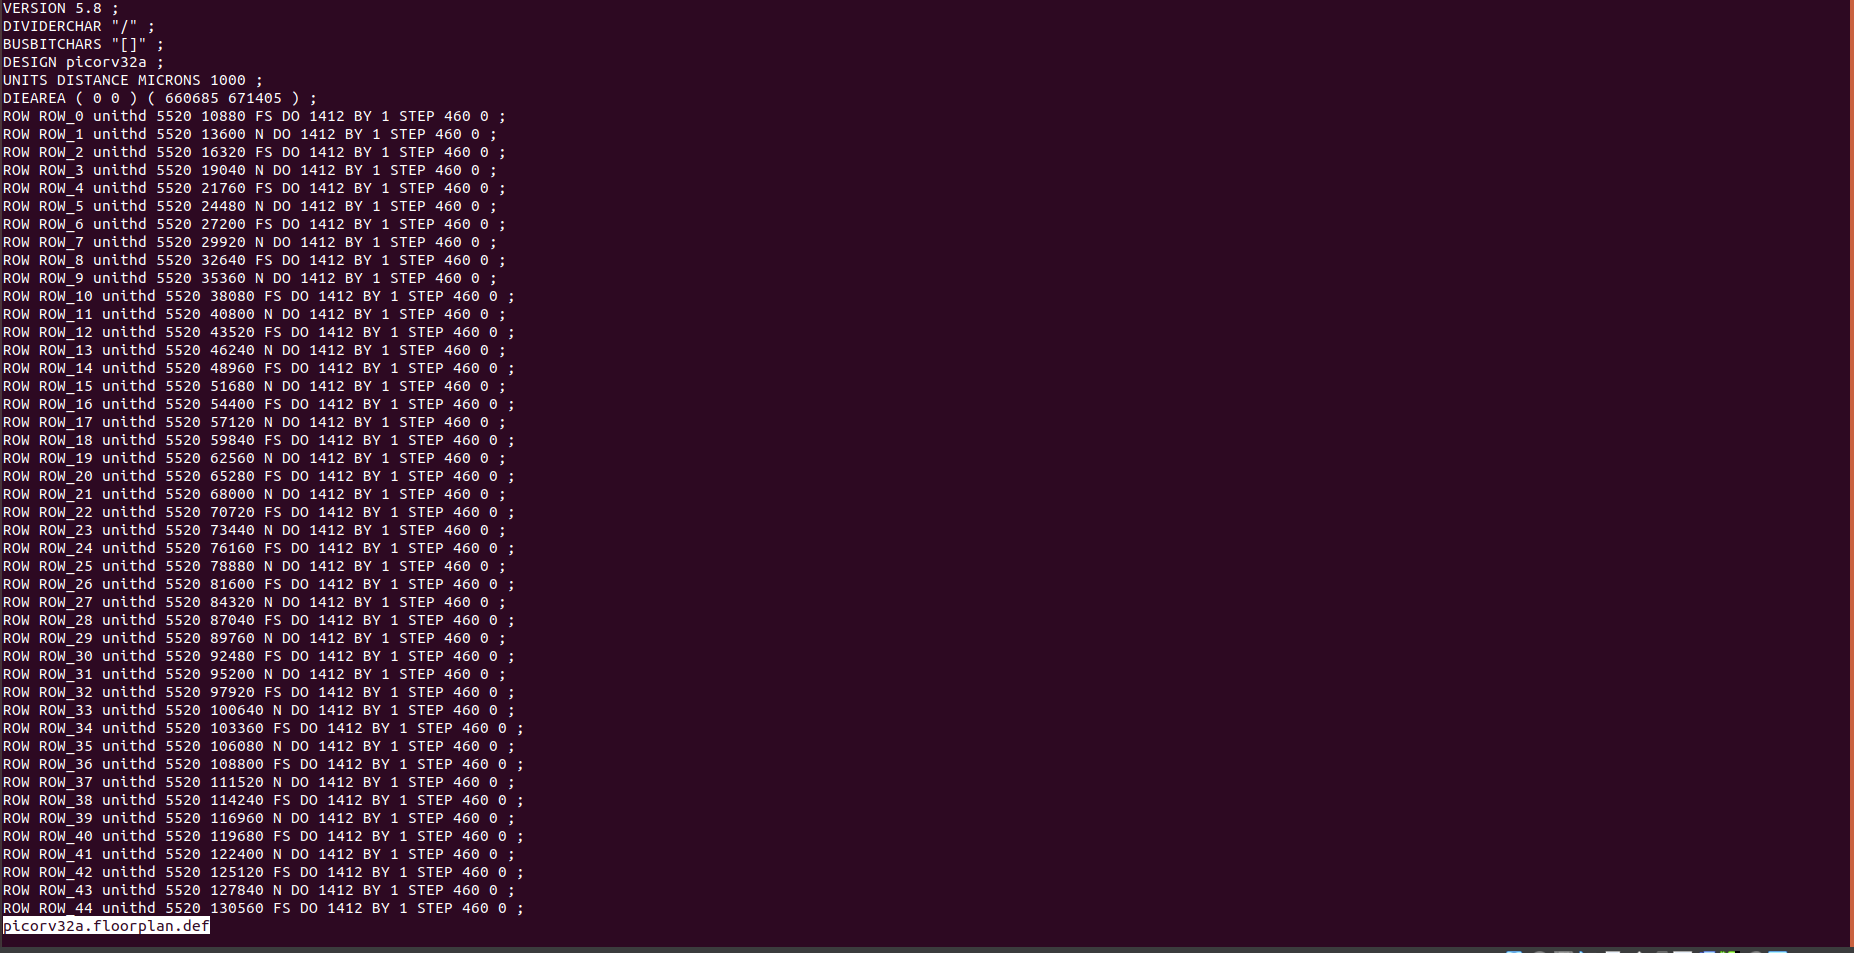 VERSION 5.8 ;
DIVIDERCHAR "/" ;
BUSBITCHARS "[]" ;
DESIGN picorv32a ;
UNITS DISTANCE MICRONS 1000 ;
DIEAREA ( 0 0 ) ( 660685 671405 ) ;
ROW ROW_0 unithd 5520 10880 FS DO 1412 BY 1 STEP 460 0 ;
ROW ROW_1 unithd 5520 13600 N DO 1412 BY 1 STEP 460 0 ;
ROW ROW_2 unithd 5520 16320 FS DO 1412 BY 1 STEP 460 0 ;
ROW ROW_3 unithd 5520 19040 N DO 1412 BY 1 STEP 460 0 ;
ROW ROW_4 unithd 5520 21760 FS DO 1412 BY 1 STEP 460 0 ;
ROW ROW_5 unithd 5520 24480 N DO 1412 BY 1 STEP 460 0 ;
ROW ROW_6 unithd 5520 27200 FS DO 1412 BY 1 STEP 460 0 ;
ROW ROW_7 unithd 5520 29920 N DO 1412 BY 1 STEP 460 0 ;
ROW ROW_8 unithd 5520 32640 FS DO 1412 BY 1 STEP 460 0 ;
ROW ROW_9 unithd 5520 35360 N DO 1412 BY 1 STEP 460 0 ;
ROW ROW_10 unithd 5520 38080 FS DO 1412 BY 1 STEP 460 0 ;
ROW ROW_11 unithd 5520 40800 N DO 1412 BY 1 STEP 460 0 ;
ROW ROW_12 unithd 5520 43520 FS DO 1412 BY 1 STEP 460 0 ;
ROW ROW_13 unithd 5520 46240 N DO 1412 BY 1 STEP 460 0 ;
ROW ROW_14 unithd 5520 48960 FS DO 1412 BY 1 STEP 460 0 ;
ROW ROW_15 unithd 5520 51680 N DO 1412 BY 1 STEP 460 0 ;
ROW ROW_16 unithd 5520 54400 FS DO 1412 BY 1 STEP 460 0 ;
ROW ROW_17 unithd 5520 57120 N DO 1412 BY 1 STEP 460 0 ;
ROW ROW_18 unithd 5520 59840 FS DO 1412 BY 1 STEP 460 0 ;
ROW ROW_19 unithd 5520 62560 N DO 1412 BY 1 STEP 460 0 ;
ROW ROW_20 unithd 5520 65280 FS DO 1412 BY 1 STEP 460 0 ;
ROW ROW_21 unithd 5520 68000 N DO 1412 BY 1 STEP 460 0 ;
ROW ROW_22 unithd 5520 70720 FS DO 1412 BY 1 STEP 460 0 ;
ROW ROW_23 unithd 5520 73440 N DO 1412 BY 1 STEP 460 0 ;
ROW ROW_24 unithd 5520 76160 FS DO 1412 BY 1 STEP 460 0 ;
ROW ROW_25 unithd 5520 78880 N DO 1412 BY 1 STEP 460 0 ;
ROW ROW_26 unithd 5520 81600 FS DO 1412 BY 1 STEP 460 0 ;
ROW ROW_27 unithd 5520 84320 N DO 1412 BY 1 STEP 460 0 ;
ROW ROW_28 unithd 5520 87040 FS DO 1412 BY 1 STEP 460 0 ;
ROW ROW_29 unithd 5520 89760 N DO 1412 BY 1 STEP 460 0 ;
ROW ROW_30 unithd 5520 92480 FS DO 1412 BY 1 STEP 460 0 ;
ROW ROW_31 unithd 5520 95200 N DO 1412 BY 1 STEP 460 0 ;
ROW ROW_32 unithd 5520 97920 FS DO 1412 BY 1 STEP 460 0 ;
ROW ROW_33 unithd 5520 100640 N DO 1412 BY 1 STEP 460 0 ;
ROW ROW_34 unithd 5520 103360 FS DO 1412 BY 1 STEP 460 0 ;
ROW ROW_35 unithd 5520 106080 N DO 1412 BY 1 STEP 460 0 ;
ROW ROW_36 unithd 5520 108800 FS DO 1412 BY 1 STEP 460 0 ;
ROW ROW_37 unithd 5520 111520 N DO 1412 BY 1 STEP 460 0 ;
ROW ROW_38 unithd 5520 114240 FS DO 1412 BY 1 STEP 460 0 ;
ROW ROW_39 unithd 5520 116960 N DO 1412 BY 1 STEP 460 0 ;
ROW ROW_40 unithd 5520 119680 FS DO 1412 BY 1 STEP 460 0 ;
ROW ROW_41 unithd 5520 122400 N DO 1412 BY 1 STEP 460 0 ;
ROW ROW_42 unithd 5520 125120 FS DO 1412 BY 1 STEP 460 0 ;
ROW ROW_43 unithd 5520 127840 N DO 1412 BY 1 STEP 460 0 ;
ROW ROW_44 unithd 5520 130560 FS DO 1412 BY 1 STEP 460 0 ;
picorv32a.floorplan.def